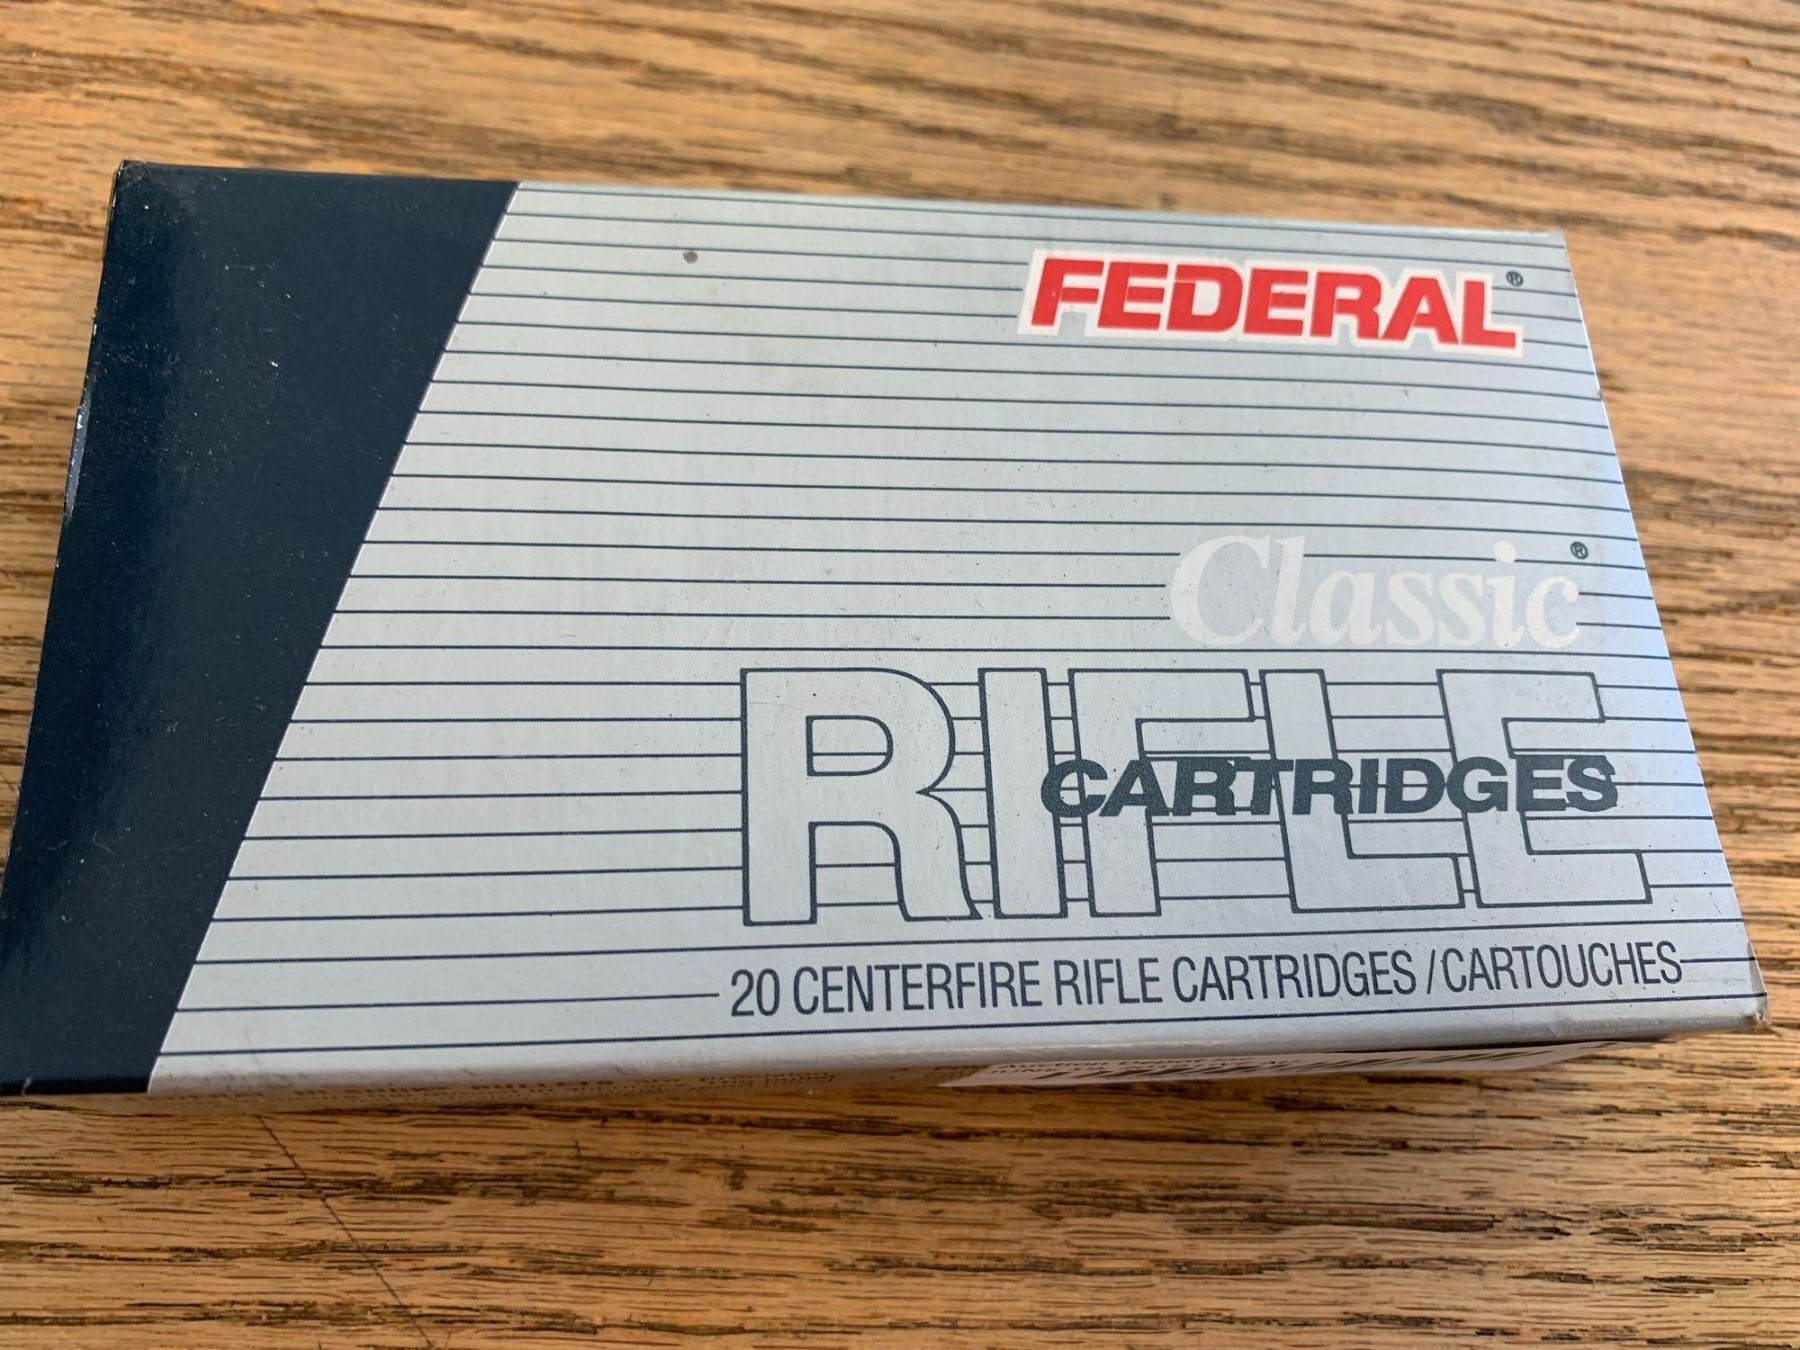 FEDERAL®
Classic®
RIFLE
CARTRIDGES
20 CENTERFIRE RIFLE CARTRIDGES / CARTOUCHES